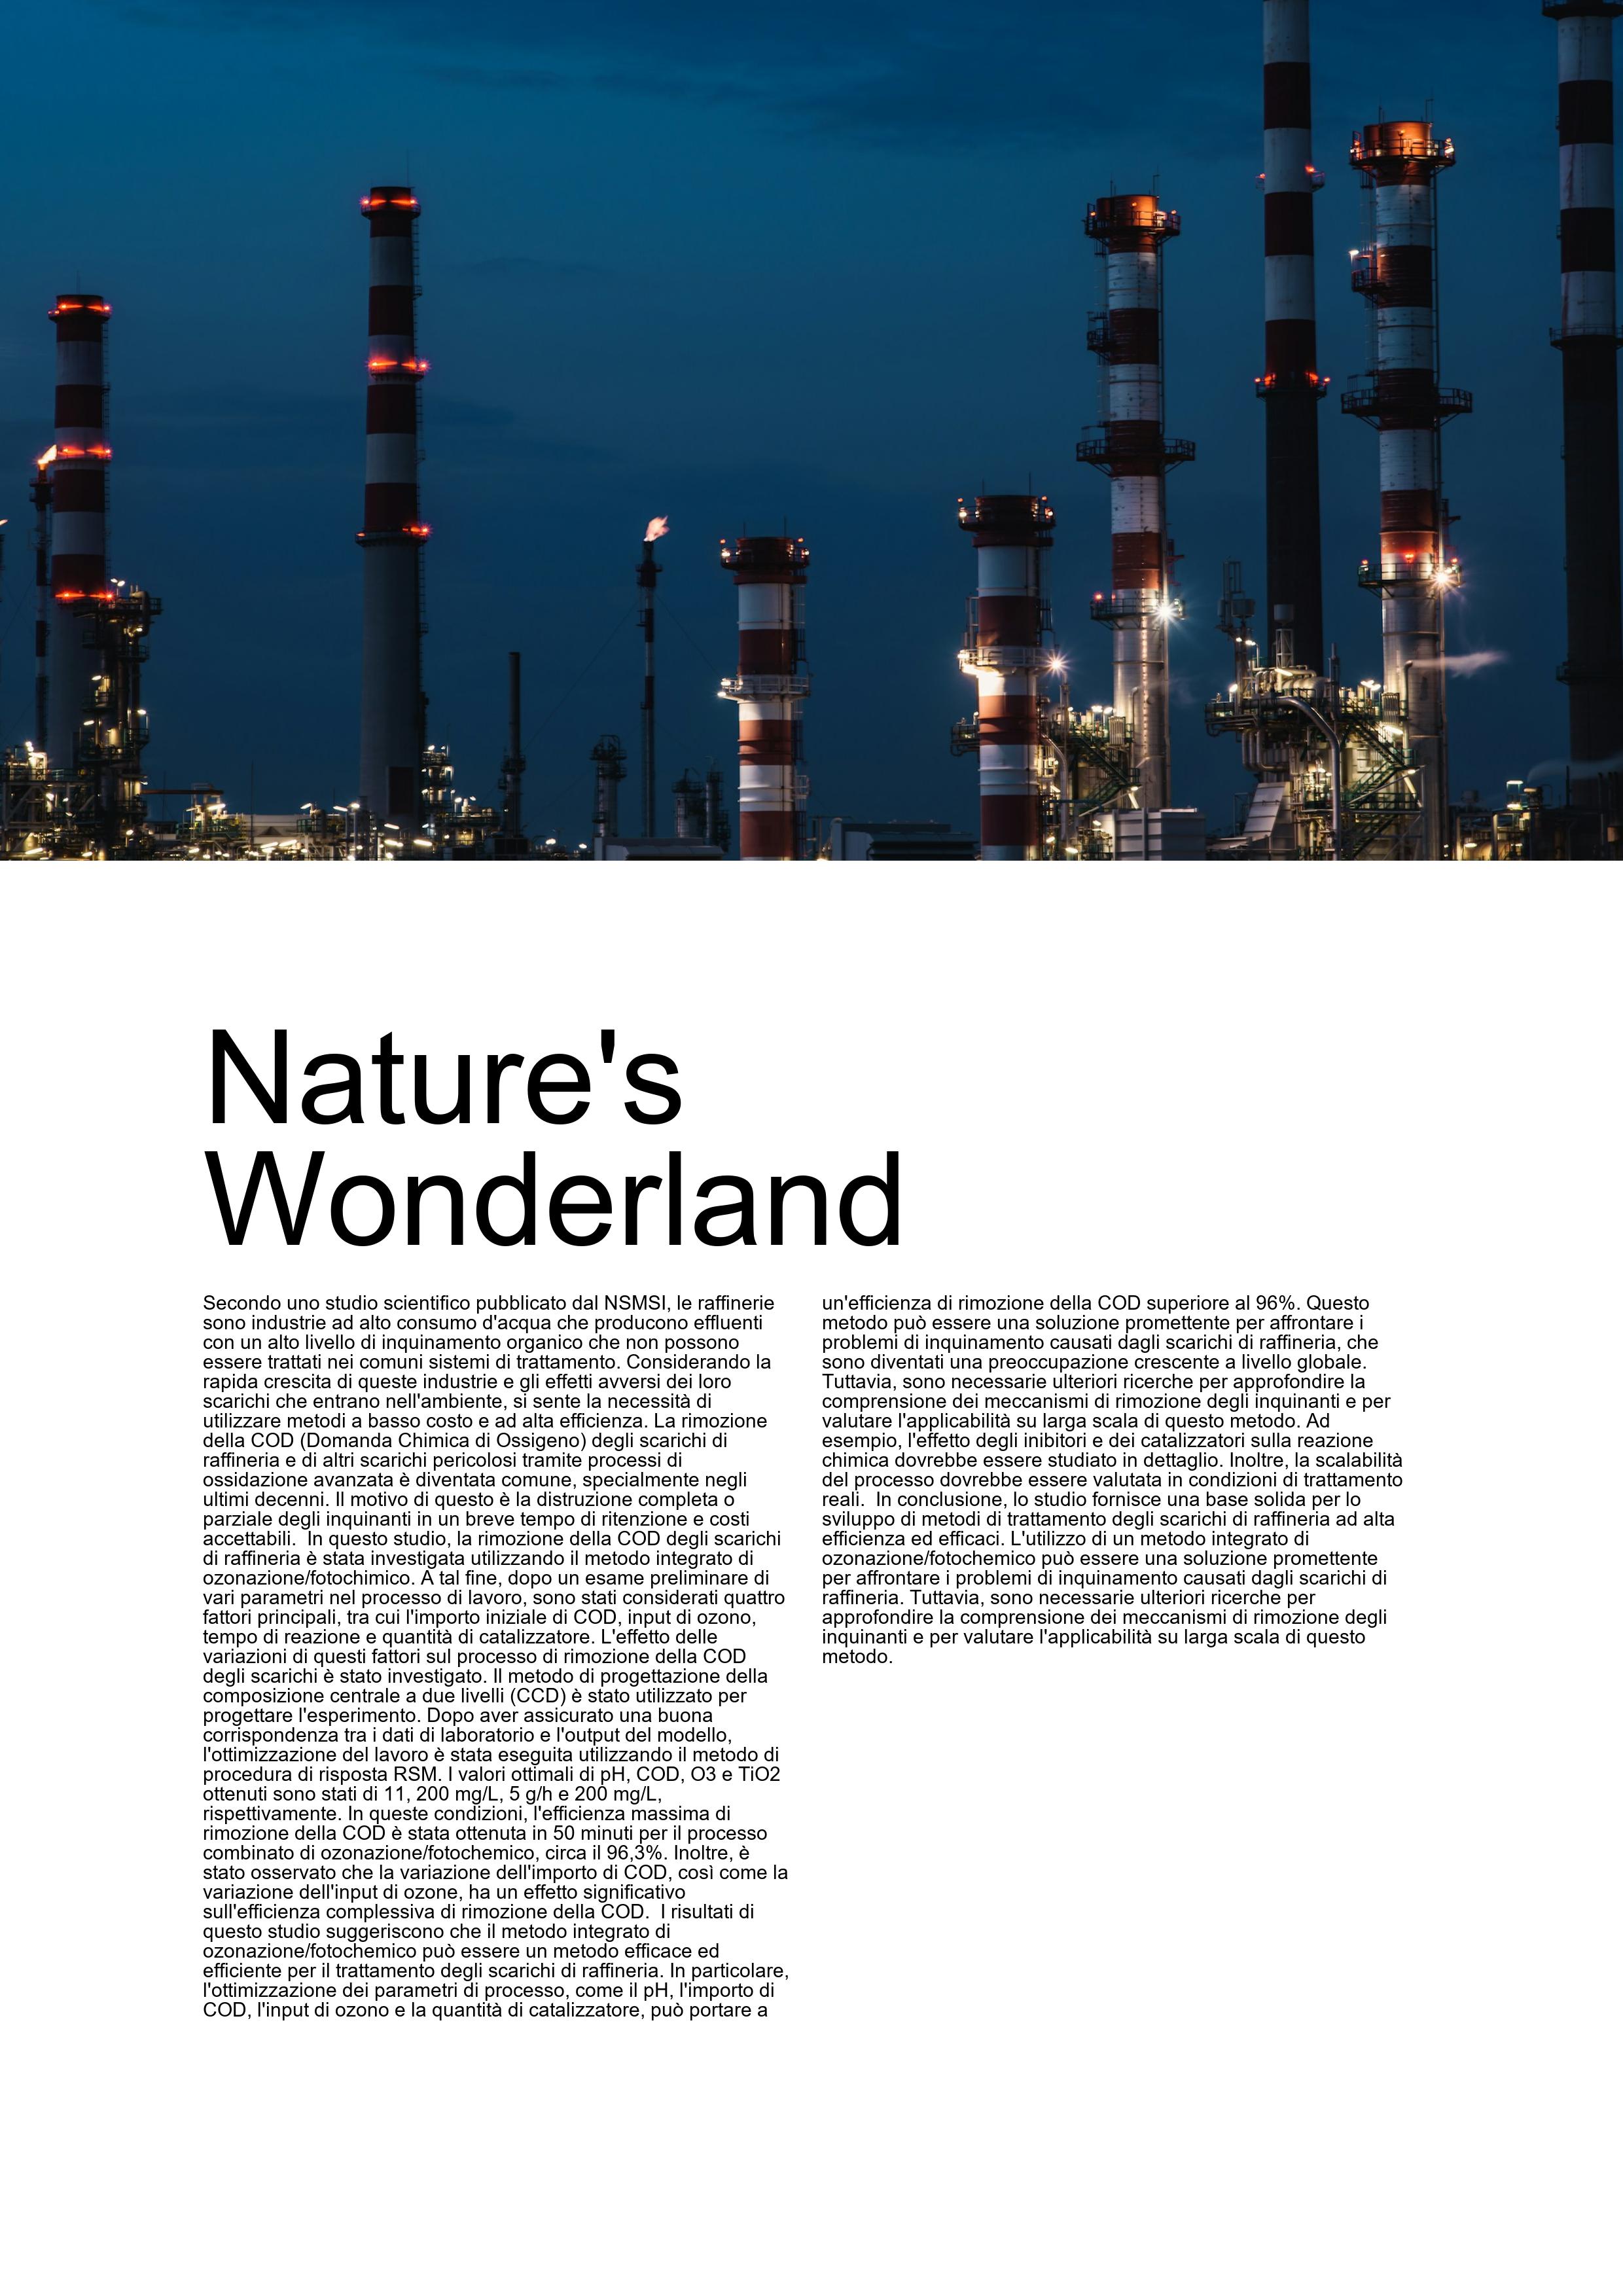 Nature's
Wonderland
Secondo uno studio scientifico pubblicato dal NSMSI, le raffinerie
sono industrie ad alto consumo d'acqua che producono effluenti
con un alto livello di inquinamento organico che non possono
essere trattati nei comuni sistemi di trattamento. Considerando la
rapida crescita di queste industrie e gli effetti avversi dei loro
scarichi che entrano nell'ambiente, si sente la necessità di
utilizzare metodi a basso costo e ad alta efficienza. La rimozione
della COD (Domanda Chimica di Ossigeno) degli scarichi di
raffineria e di altri scarichi pericolosi tramite processi di
ossidazione avanzata è diventata comune, specialmente negli
ultimi decenni. Il motivo di questo è la distruzione completa o
parziale degli inquinanti in un breve tempo di ritenzione e costi
accettabili.  In questo studio, la rimozione della COD degli scarichi
di raffineria è stata investigata utilizzando il metodo integrato di
ozonazione/fotochimico. A tal fine, dopo un esame preliminare di
vari parametri nel processo di lavoro, sono stati considerati quattro
fattori principali, tra cui l'importo iniziale di COD, input di ozono,
tempo di reazione e quantità di catalizzatore. L'effetto delle
variazioni di questi fattori sul processo di rimozione della COD
degli scarichi è stato investigato. Il metodo di progettazione della
composizione centrale a due livelli (CCD) è stato utilizzato per
progettare l'esperimento. Dopo aver assicurato una buona
corrispondenza tra i dati di laboratorio e l'output del modello,
l'ottimizzazione del lavoro è stata eseguita utilizzando il metodo di
procedura di risposta RSM. I valori ottimali di pH, COD, O3 e TiO2
ottenuti sono stati di 11, 200 mg/L, 5 g/h e 200 mg/L,
rispettivamente. In queste condizioni, l'efficienza massima di
rimozione della COD è stata ottenuta in 50 minuti per il processo
combinato di ozonazione/fotochemico, circa il 96,3%. Inoltre, è
stato osservato che la variazione dell'importo di COD, così come la
variazione dell'input di ozone, ha un effetto significativo
sull'efficienza complessiva di rimozione della COD.  I risultati di
questo studio suggeriscono che il metodo integrato di
ozonazione/fotochemico può essere un metodo efficace ed
efficiente per il trattamento degli scarichi di raffineria. In particolare,
l'ottimizzazione dei parametri di processo, come il pH, l'importo di
COD, l'input di ozono e la quantità di catalizzatore, può portare a
un'efficienza di rimozione della COD superiore al 96%. Questo
metodo può essere una soluzione promettente per affrontare i
problemi di inquinamento causati dagli scarichi di raffineria, che
sono diventati una preoccupazione crescente a livello globale.
Tuttavia, sono necessarie ulteriori ricerche per approfondire la
comprensione dei meccanismi di rimozione degli inquinanti e per
valutare l'applicabilità su larga scala di questo metodo. Ad
esempio, l'effetto degli inibitori e dei catalizzatori sulla reazione
chimica dovrebbe essere studiato in dettaglio. Inoltre, la scalabilità
del processo dovrebbe essere valutata in condizioni di trattamento
reali.  In conclusione, lo studio fornisce una base solida per lo
sviluppo di metodi di trattamento degli scarichi di raffineria ad alta
efficienza ed efficaci. L'utilizzo di un metodo integrato di
ozonazione/fotochemico può essere una soluzione promettente
per affrontare i problemi di inquinamento causati dagli scarichi di
raffineria. Tuttavia, sono necessarie ulteriori ricerche per
approfondire la comprensione dei meccanismi di rimozione degli
inquinanti e per valutare l'applicabilità su larga scala di questo
metodo.